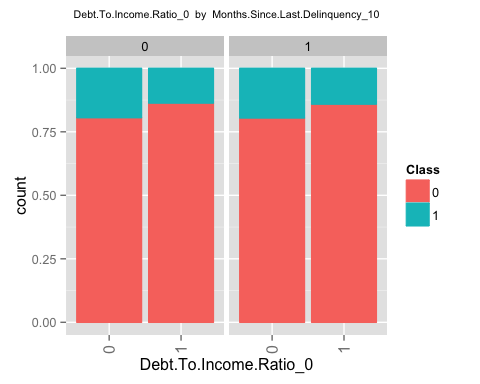 Debt.To.Income.Ratio_0 by Months.Since.Last.Delinquency_10
0 1
1.00
0.75
0.50
0.25
0.00
count
0 1 0 1
Debt.To.Income.Ratio_0
Class
0
1